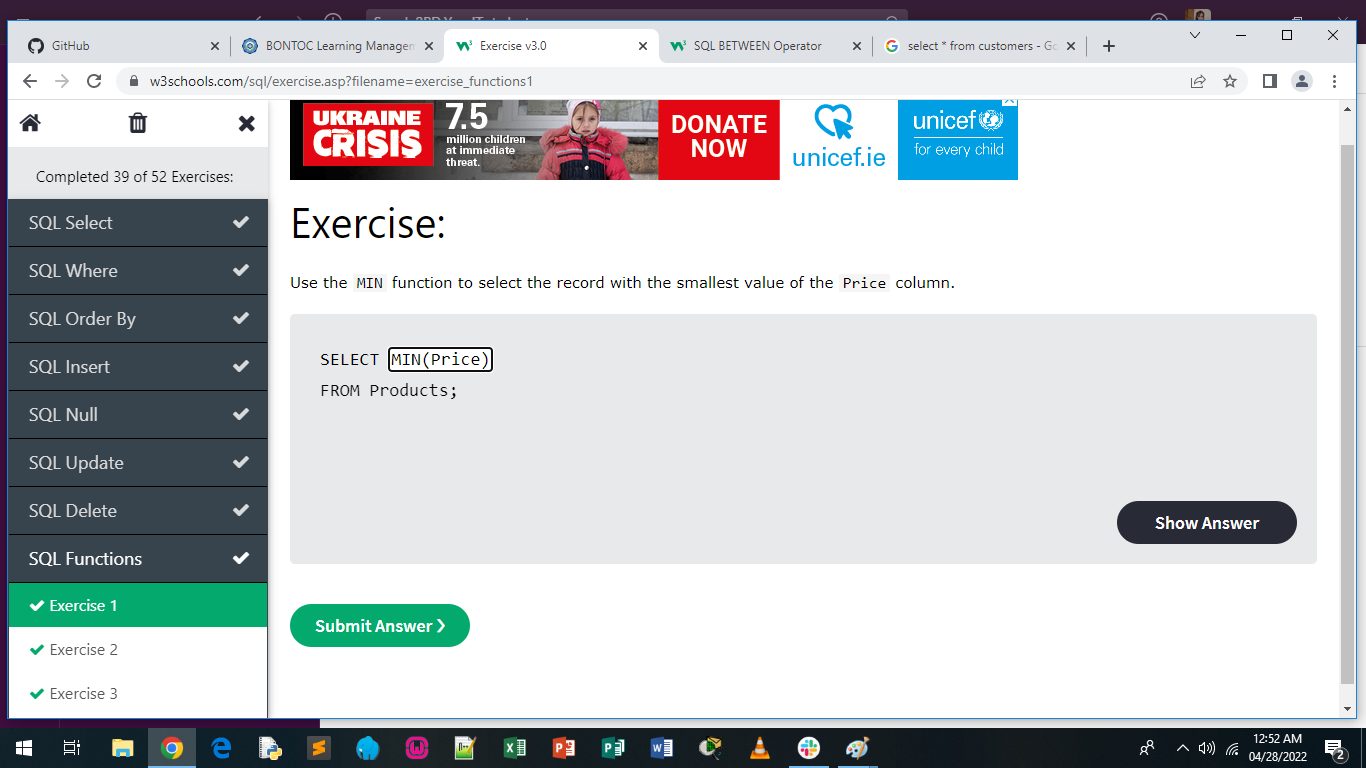 GitHub
BONTOC Learning Managem
Exercise v3.0
SQL BETWEEN Operator
select * from customers - Go
w3schools.com/sql/exercise.asp?filename=exercise_functions1
Completed 39 of 52 Exercises:
SQL Select
SQL Where
SQL Order By
SQL Insert
SQL Null
SQL Update
SQL Delete
SQL Functions
Exercise 1
Exercise 2
Exercise 3
UKRAINE
CRISIS
7.5
million children
at immediate
threat.
DONATE
NOW
unicef.ie
unicef
for every child
Exercise:
Use the MIN function to select the record with the smallest value of the Price column.
SELECT MIN(Price)
FROM Products;
Show Answer
Submit Answer ❯
12:52 AM
04/28/2022
2